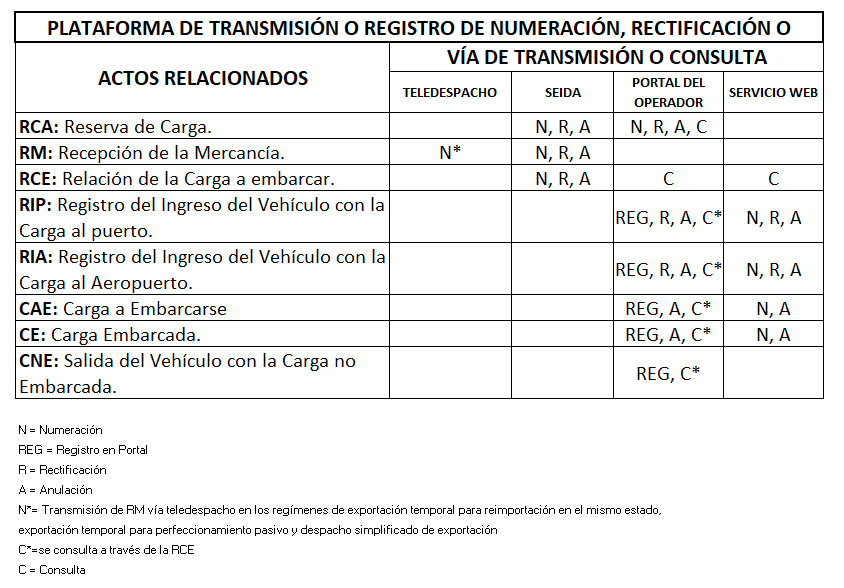 PLATAFORMA DE TRANSMISIÓN O REGISTRO DE NUMERACIÓN, RECTIFICACIÓN O
ACTOS RELACIONADOS
VÍA DE TRANSMISIÓN O CONSULTA
TELEDESPACHO SEIDA PORTAL DEL OPERADOR SERVICIO WEB
RCA: Reserva de Carga. N, R, A N, R, A, C
RM: Recepción de la Mercancía. N* N, R, A
RCE: Relación de la Carga a embarcar. N, R, A C C
RIP: Registro del Ingreso del Vehículo con la
Carga al puerto. REG, R, A, C* N, R, A
RIA: Registro del Ingreso del Vehículo con la
Carga al Aeropuerto. REG, R, A, C* N, R, A
CAE: Carga a Embarcarse REG, A, C* N, A
CE: Carga Embarcada. REG, A, C* N, A
CNE: Salida del Vehículo con la Carga no
Embarcada. REG, C*
N = Numeración
REG = Registro en Portal
R = Rectificación
A = Anulación
N*= Transmisión de RM vía teledespacho en los regímenes de exportación temporal para reimportación en el mismo estado,
exportación temporal para perfeccionamiento pasivo y despacho simplificado de exportación
C*=se consulta a través de la RCE
C = Consulta